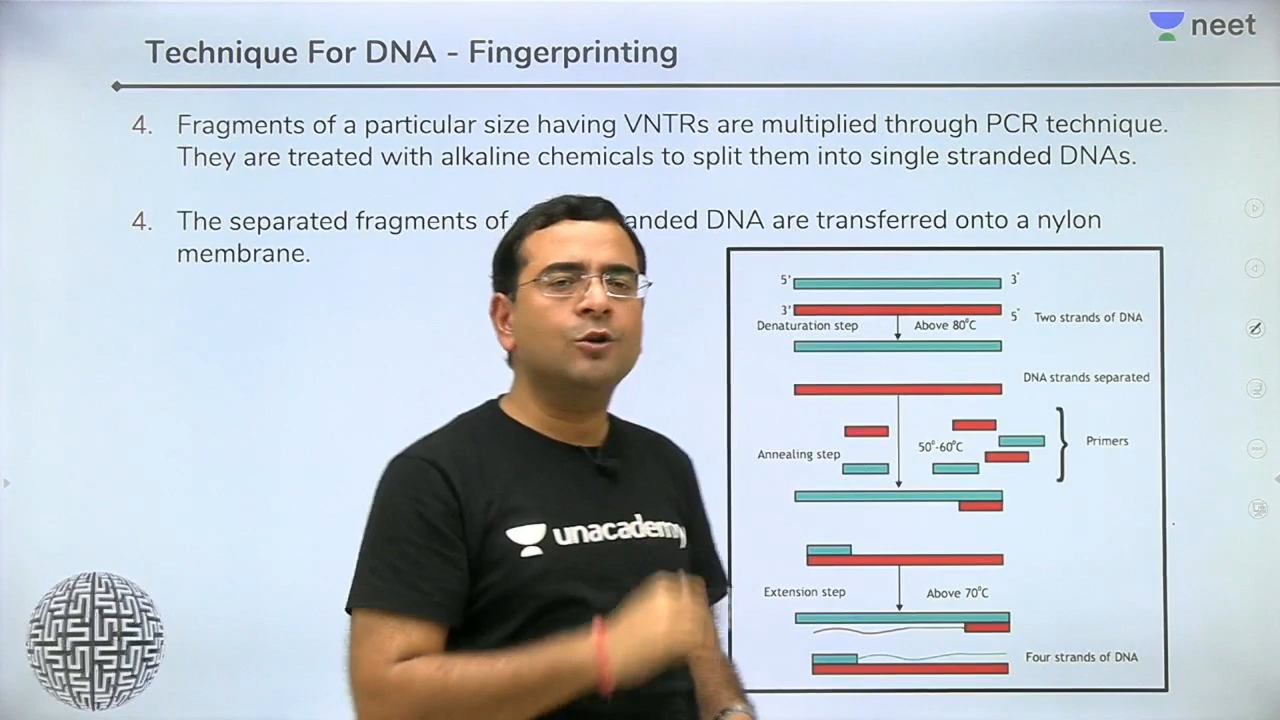 neet
Technique For DNA - Fingerprinting
4. Fragments of a particular size having VNTRs are multiplied through PCR technique.
They are treated with alkaline chemicals to split them into single stranded DNAs.
4. The separated fragments of anded DNA are transferred onto a nylon
membrane.
5' 3'
3' 5' Two strands of DNA
Denaturation step Above 80°C
DNA strands separated
Annealing step 50°-60°C Primers
Extension step Above 70°C
Four strands of DNA
unacademy